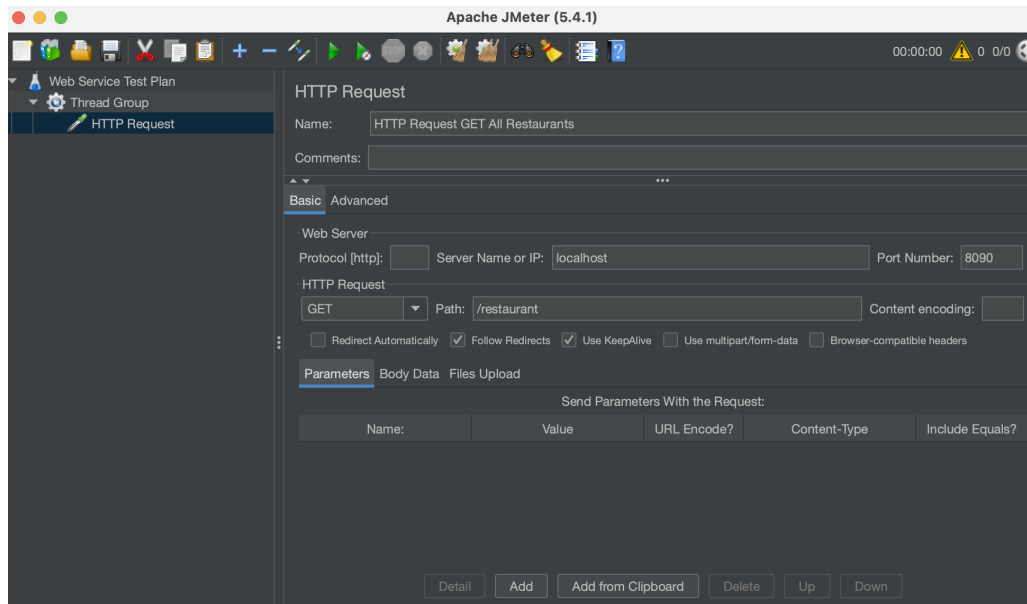 Apache JMeter (5.4.1)
00:00:00 0 0/0
Web Service Test Plan
Thread Group
HTTP Request
HTTP Request
Name: HTTP Request GET All Restaurants
Comments:
Basic Advanced
Web Server
Protocol [http]: Server Name or IP: localhost Port Number: 8090
HTTP Request
GET Path: /restaurant Content encoding:
Redirect Automatically Follow Redirects Use KeepAlive Use multipart/form-data Browser-compatible headers
Parameters Body Data Files Upload
Send Parameters With the Request:
Name: Value URL Encode? Content-Type Include Equals?
Detail Add Add from Clipboard Delete Up Down